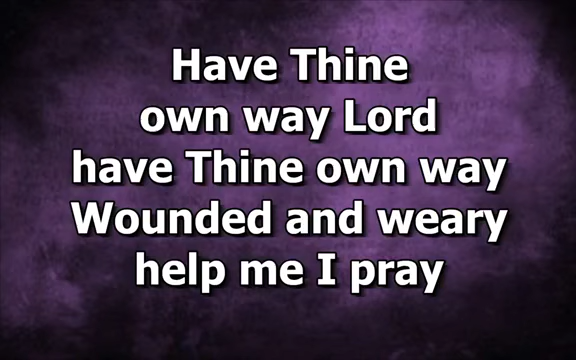 Have Thine
own way Lord
have Thine own way
Wounded and weary
help me I pray